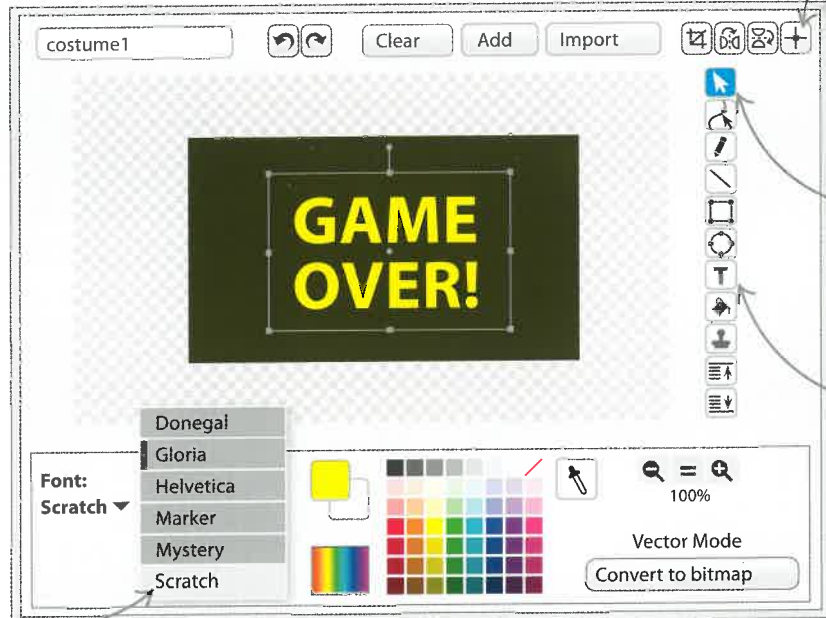 costume1
Clear
Add
Import
GAME
OVER!
T
Font:
Scratch
Donegal
Gloria
Helvetica
Marker
Mystery
Scratch
100%
Vector Mode
Convert to bitmap